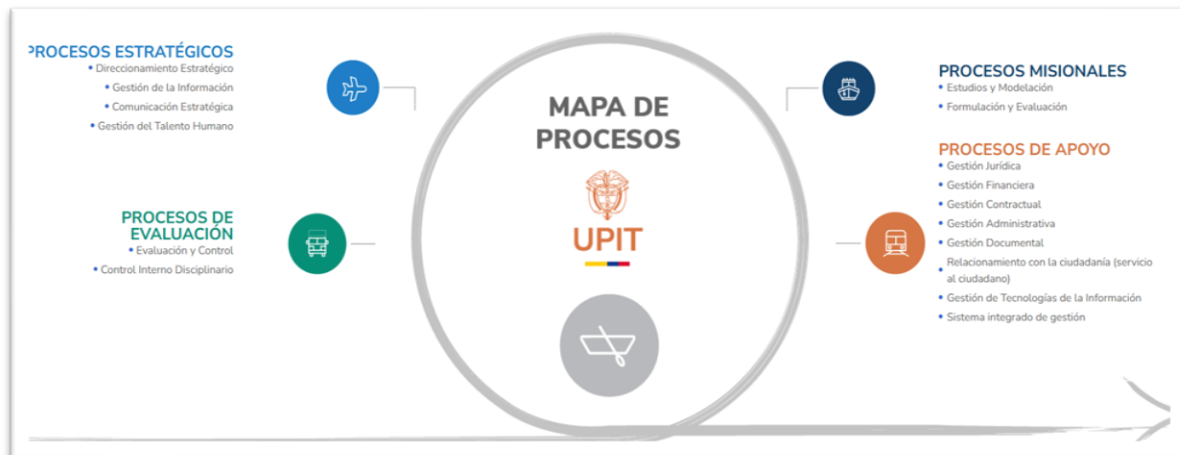 PROCESOS ESTRATÉGICOS
• Direccionamiento Estratégico
• Gestión de la Información
• Comunicación Estratégica
• Gestión del Talento Humano
PROCESOS DE
EVALUACIÓN
• Evaluación y Control
• Control Interno Disciplinario
MAPA DE
PROCESOS
UPIT
PROCESOS MISIONALES
• Estudios y Modelación
• Formulación y Evaluación
PROCESOS DE APOYO
• Gestión Jurídica
• Gestión Financiera
• Gestión Contractual
• Gestión Administrativa
• Gestión Documental
• Relacionamiento con la ciudadanía (servicio
al ciudadano)
• Gestión de Tecnologías de la Información
• Sistema integrado de gestión